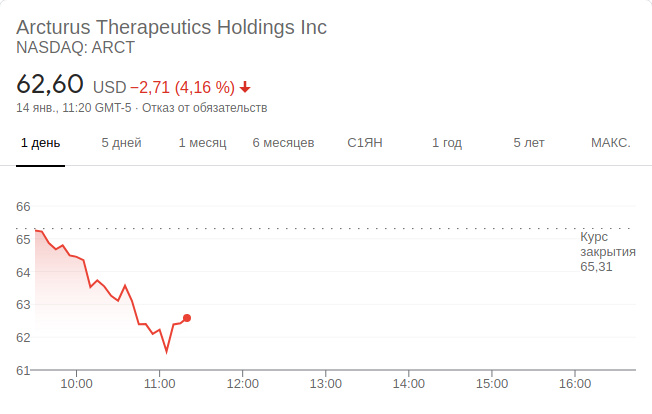 Arcturus Therapeutics Holdings Inc
NASDAQ: ARCT
62,60 USD −2,71 (4,16 %)
14 янв., 11:20 GMT-5 · Отказ от обязательств
1 день 5 дней 1 месяц 6 месяцев С1ЯН 1 год 5 лет МАКС.
66
65
64
63
62
61
Курс
закрытия
65,31
10:00 11:00 12:00 13:00 14:00 15:00 16:00